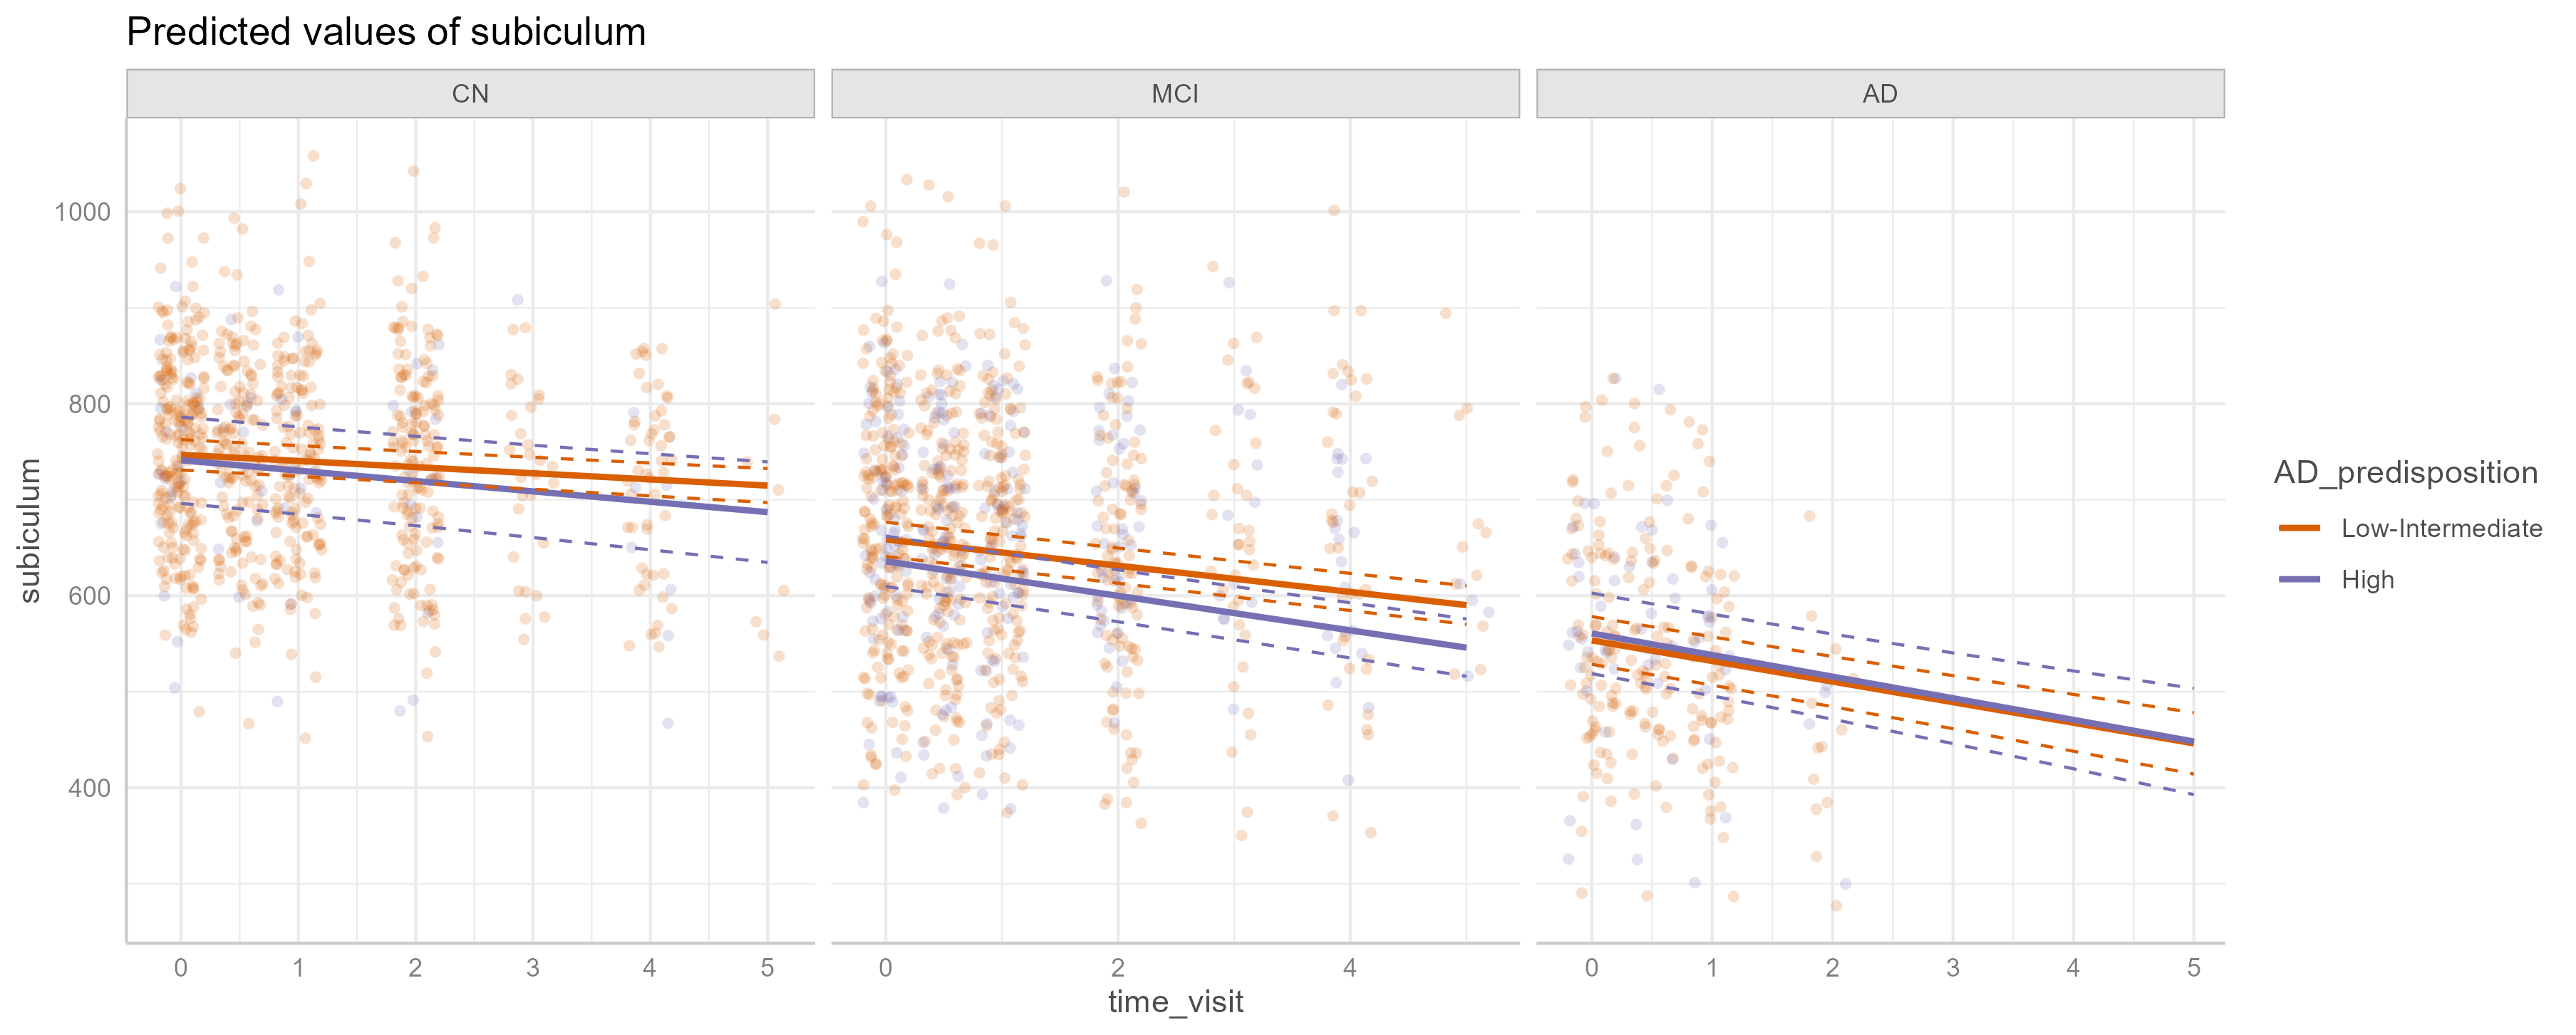 Predicted values of subiculum
CN
MCI
AD
1000
800
600
400
subiculum
0 1 2 3 4 5
0 2 4
0 1 2 3 4 5
time_visit
AD_predisposition
Low-Intermediate
High